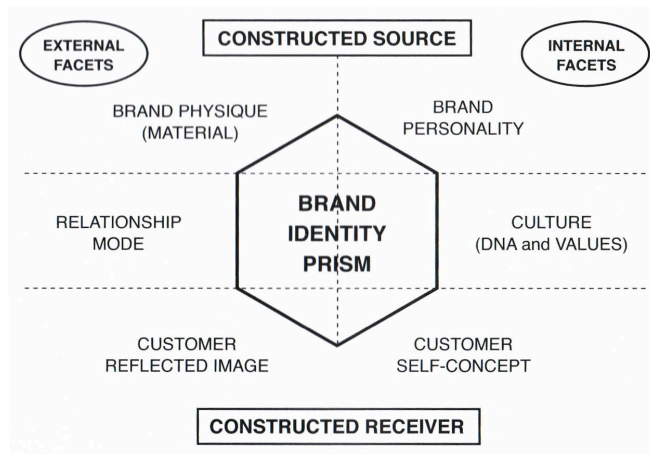 EXTERNAL
FACETS
CONSTRUCTED SOURCE
INTERNAL
FACETS
BRAND PHYSIQUE
(MATERIAL)
BRAND
PERSONALITY
RELATIONSHIP
MODE
BRAND
IDENTITY
PRISM
CULTURE
(DNA and VALUES)
CUSTOMER
REFLECTED IMAGE
CUSTOMER
SELF-CONCEPT
CONSTRUCTED RECEIVER